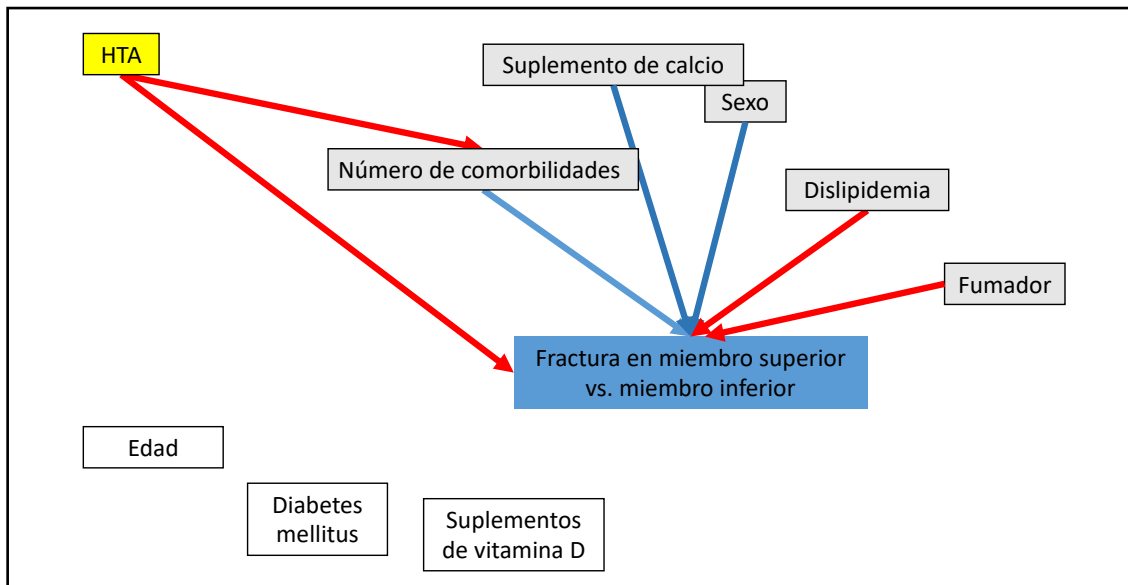 HTA
Suplemento de calcio
Sexo
Número de comorbilidades
Dislipidemia
Fumador
Fractura en miembro superior
vs. miembro inferior
Edad
Diabetes
mellitus
Suplementos
de vitamina D